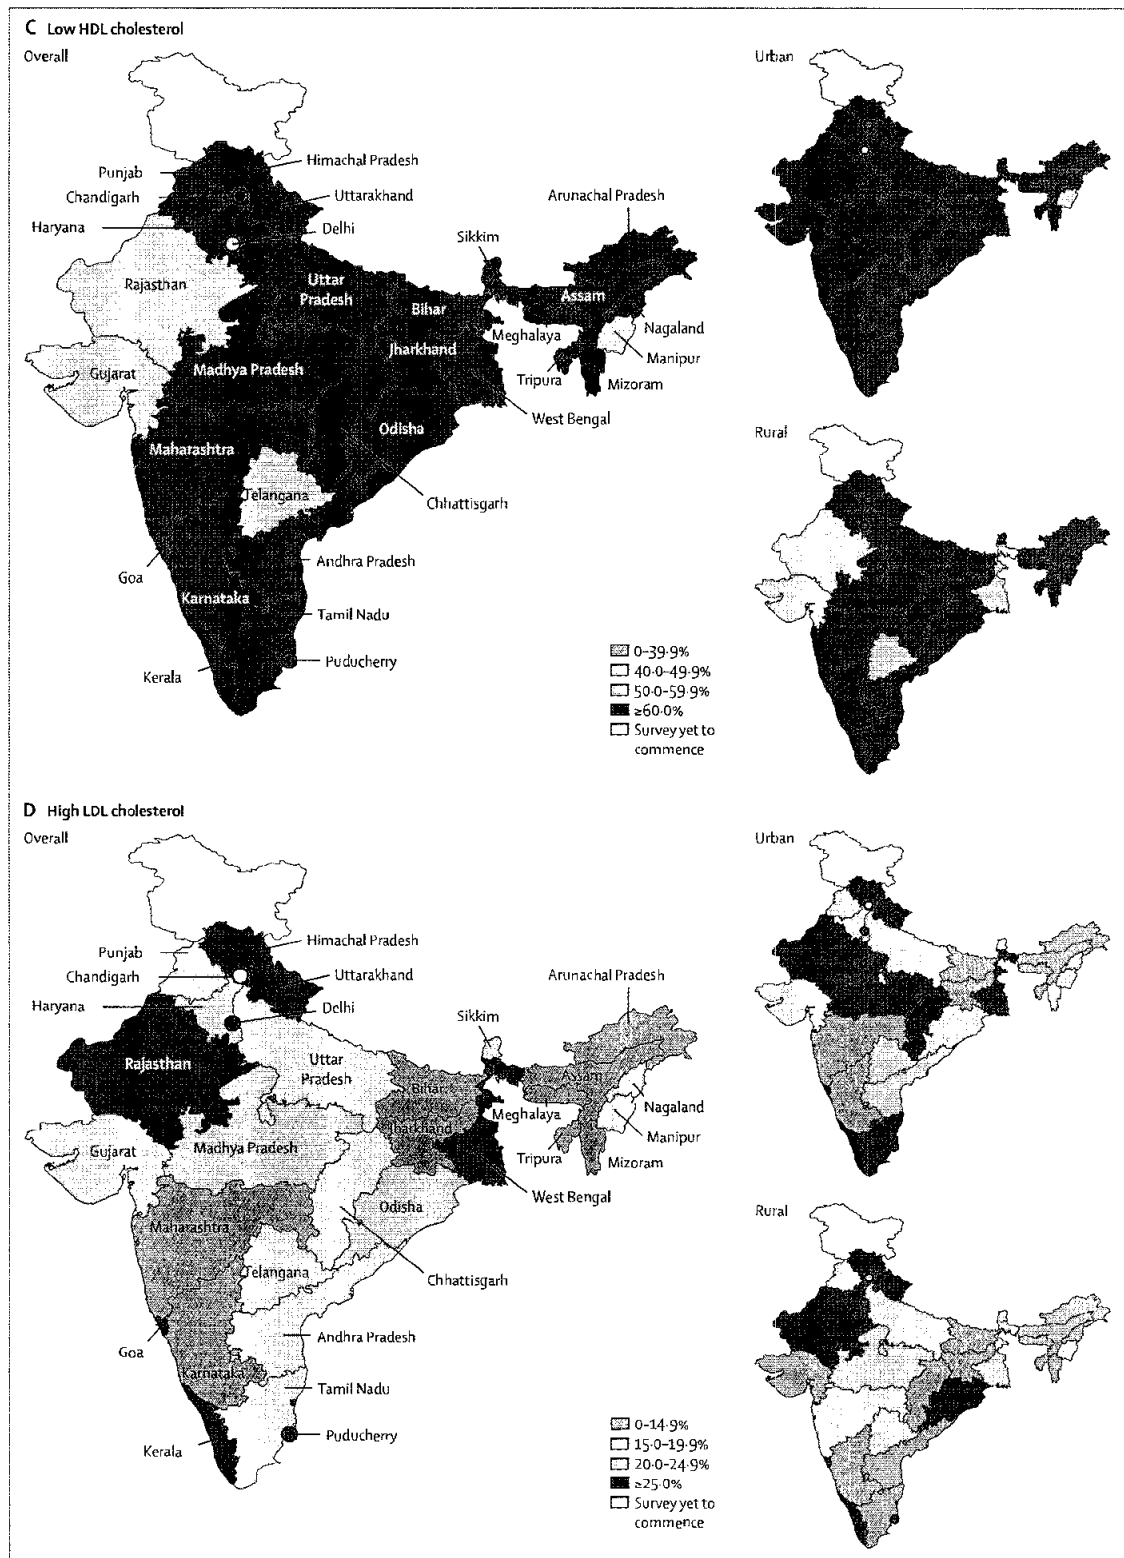 C Low HDL cholesterol
Overall
Urban
Himachal Pradesh
Punjab
Chandigarh
Uttarakhand
Arunachal Pradesh
Haryana
Delhi
Sikkim
Rajasthan
Uttar
Pradesh
Bihar
Assam
Meghalaya
Nagaland
Jharkhand
Manipur
Gujarat
Madhya Pradesh
Tripura
Mizoram
West Bengal
Odisha
Rural
Maharashtra
Telangana
Chhattisgarh
Goa
Andhra Pradesh
Karnataka
Tamil Nadu
Kerala
Puducherry
0–39·9%
40·0–49·9%
50·0–59·9%
≥60·0%
Survey yet to
commence
D High LDL cholesterol
Overall
Urban
Himachal Pradesh
Punjab
Chandigarh
Uttarakhand
Arunachal Pradesh
Haryana
Delhi
Sikkim
Rajasthan
Uttar
Pradesh
Bihar
Assam
Meghalaya
Nagaland
Jharkhand
Manipur
Gujarat
Madhya Pradesh
Tripura
Mizoram
West Bengal
Odisha
Rural
Maharashtra
Telangana
Chhattisgarh
Goa
Andhra Pradesh
Karnataka
Tamil Nadu
Kerala
Puducherry
0–14·9%
15·0–19·9%
20·0–24·9%
≥25·0%
Survey yet to
commence